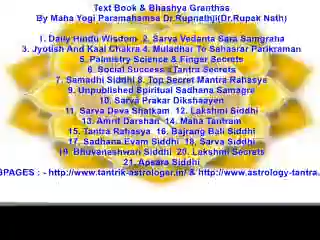 Text Book & Bhashya Granthas
By Maha Yogi Paramahamsa Dr.Rupnathji(Dr.Rupak Nath)
1. Daily Hindu Wisdom 2. Sarva Vedanta Sara Samgraha
3. Jyotish And Kaal Chakra 4. Muladhar To Sahasrar Parikraman
5. Palmistry Science & Finger Secrets
6. Social Success &Tantra Secrets
7. Samadhi Siddhi 8. Top Secret Mantra Rahasye
9. Unpublished Spiritual Sadhana Samagre
10. Sarva Prakar Dikshaayen
11. Sarva Deva Shatkam 12. Lakshmi Siddhi
13. Amrit Darshan 14. Maha Tantram
15. Tantra Rahasya 16. Bajrang Bali Siddhi
17. Sadhana Evam Siddhi 18. Sarva Siddhi
19. Bhuvaneshwari Siddhi 20. Lakshmi Secrets
21. Apsara Siddhi
SPAGES : - http://www.tantrik-astrologer.in/ & http://www.astrology-tantra.